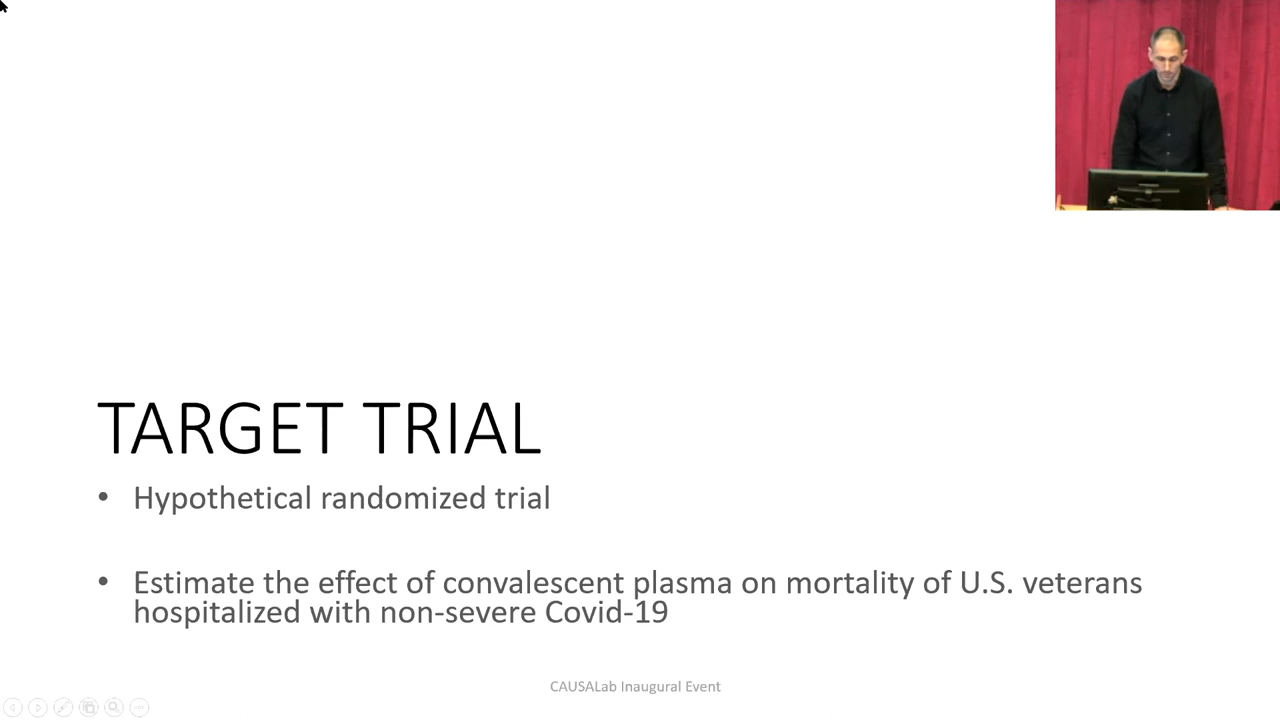 TARGET TRIAL
• Hypothetical randomized trial
• Estimate the effect of convalescent plasma on mortality of U.S. veterans
hospitalized with non-severe Covid-19
CAUSALab Inaugural Event